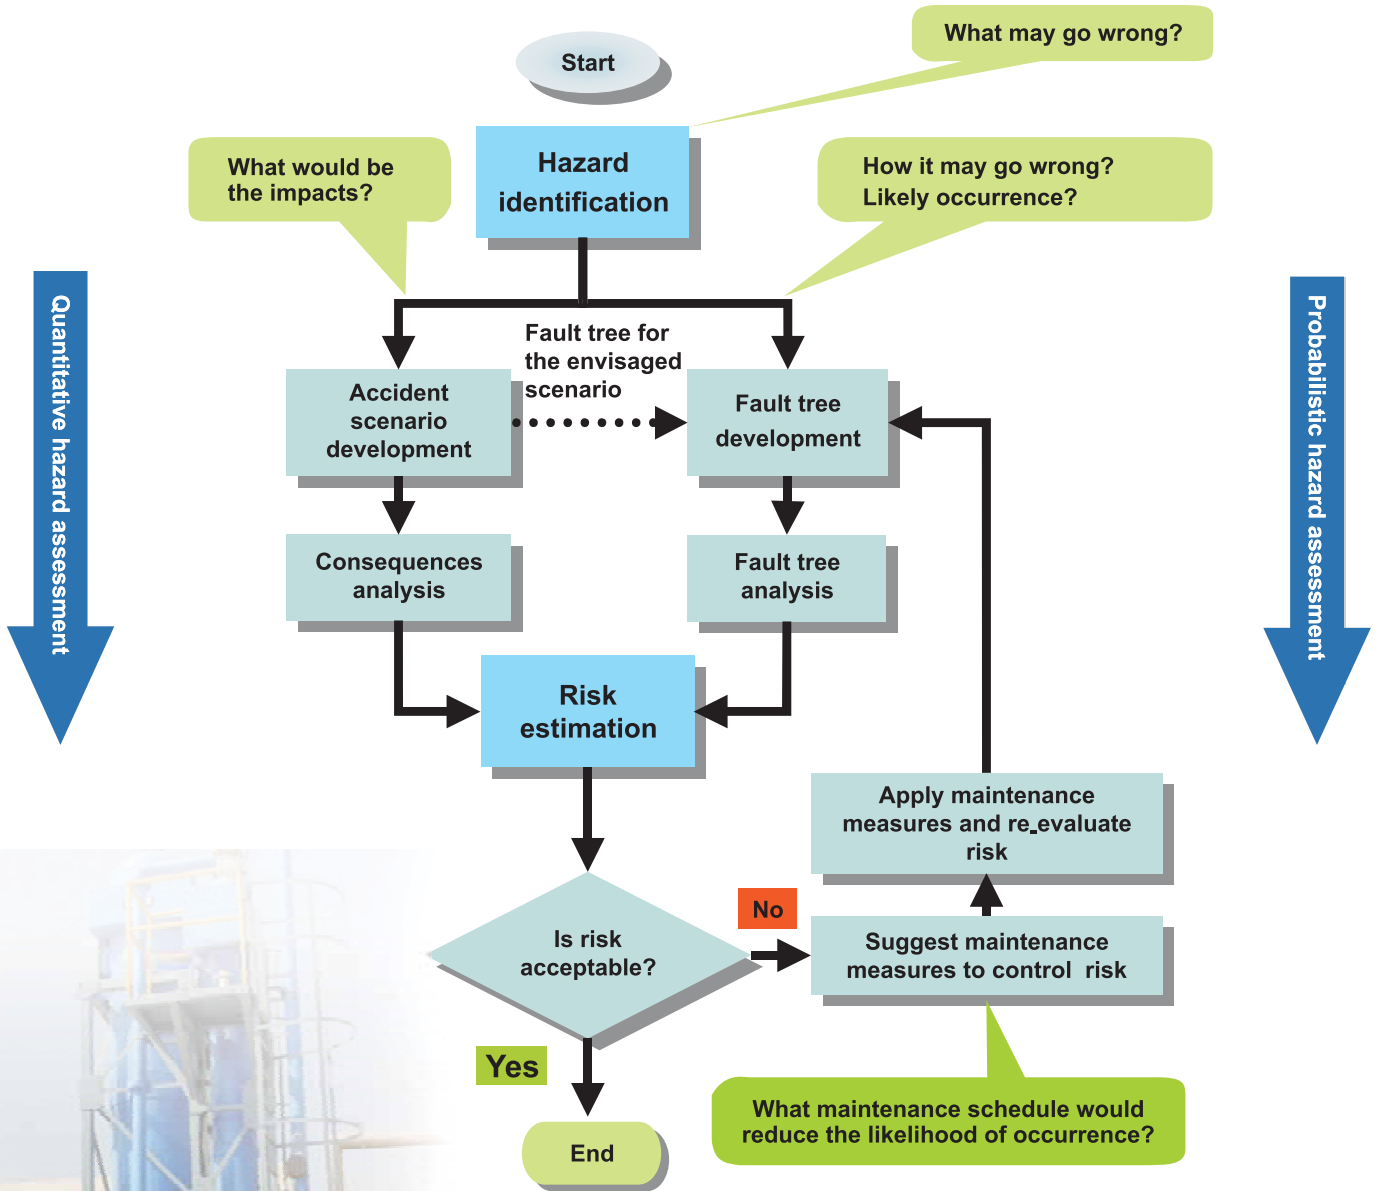 What may go wrong?
Start
Hazard
identification
What would be
the impacts?
How it may go wrong?
Likely occurrence?
Quantitative hazard assessment
Probabilistic hazard assessment
Fault tree for
the envisaged
scenario
Accident
scenario
development
Fault tree
development
Consequences
analysis
Fault tree
analysis
Risk
estimation
Apply maintenance
measures and re-evaluate
risk
No
Is risk
acceptable?
Suggest maintenance
measures to control risk
Yes
What maintenance schedule would
reduce the likelihood of occurrence?
End